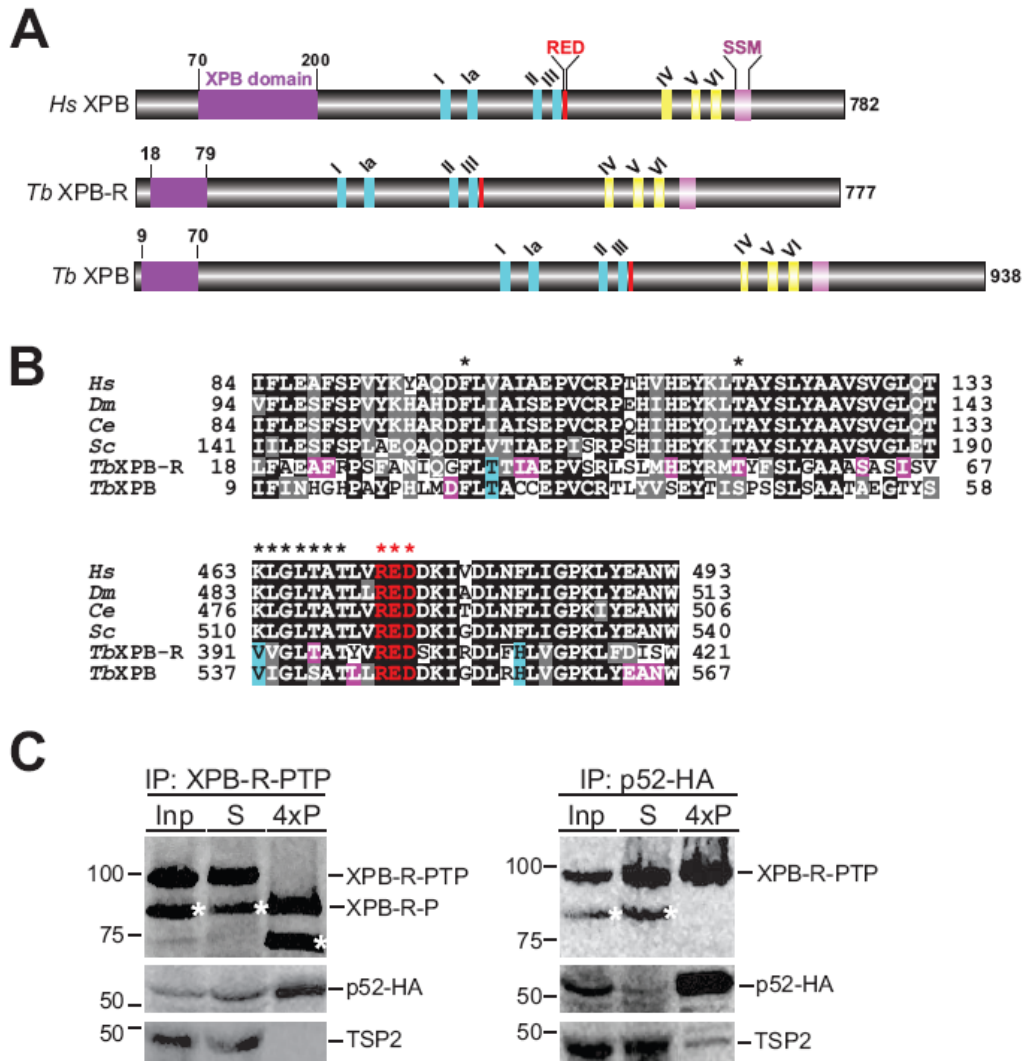 A
70 200 RED SSM
XPB domain I Ia II III IV V VI
Hs XPB 782
18 79 I Ia II III IV V VI
Tb XPB-R 777
9 70 I Ia II III IV V VI
Tb XPB 938
B
* *
Hs 84 IFLEAFSPVYKYAQDFLVAIAEPVCRPTHVHEYKLTAYSLYAAVSVGLQT 133
Dm 94 VFLESFSPVYKHAHDFLIAISEPVCRPEHIHEYKLTAYSLYAAVSVGLQT 143
Ce 84 IFLESFSPVYKHARDFLIAISEPVCRPQHIHEYQLTAYSLYAAVSVGLQT 133
Sc 141 IILESFSPLAEQAQDFLVTIAEPISRPSHIHEYKITAYSLYAAVSVGLET 190
TbXPB-R 18 LFAEAFRPSFANIQGFLTTIAEPVSRLSLMHEYRMTYFSLGAAASASISV 67
TbXPB 9 LFINHGHPAYPHLMDFLTACCEPVCRTLYVSEYTISPSSLSAATAEGTYS 58
******* ***
Hs 463 KLGLTATLVREDDKIVDLNFLIGPKLYEANW 493
Dm 483 KLGLTATLLREDDKIADLNFLIGPKLYEANW 513
Ce 476 KLGLTATLVREDDKITDLNFLIGPKIYEANW 506
Sc 510 KLGLTATLVREDDKIGDLNFLIGPKLYEANW 540
TbXPB-R 391 VVGLTATYVREDSKIRDLFHLVGPKLFDISW 421
TbXPB 537 VIGLSATLLREDDKIGDLRHLVGPKLYEANW 567
C
IP: XPB-R-PTP
Inp S 4xP
100 XPB-R-PTP
* * XPB-R-P
75 *
p52-HA
50
50 TSP2
IP: p52-HA
Inp S 4xP
100 XPB-R-PTP
* *
75
p52-HA
50
50 TSP2